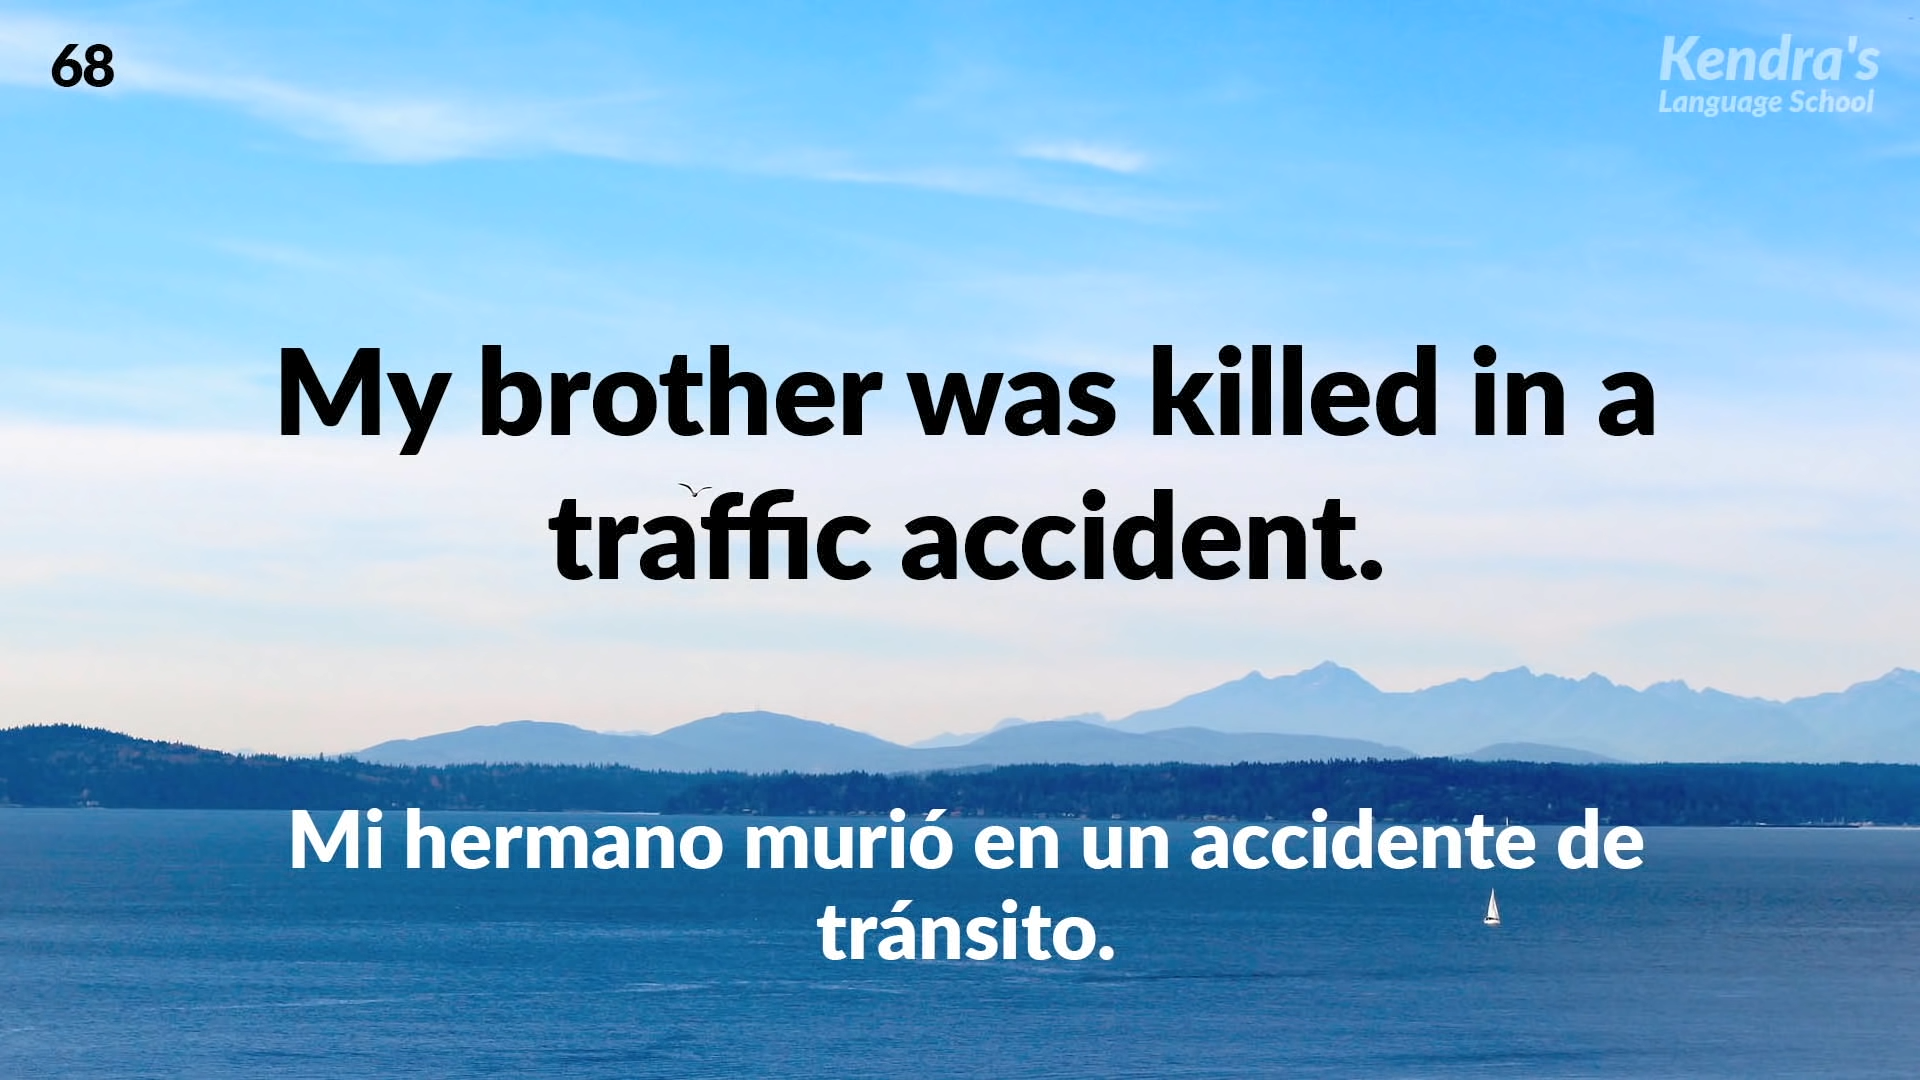 68
Kendra's
Language School
My brother was killed in a
traffic accident.
Mi hermano murió en un accidente de
tránsito.